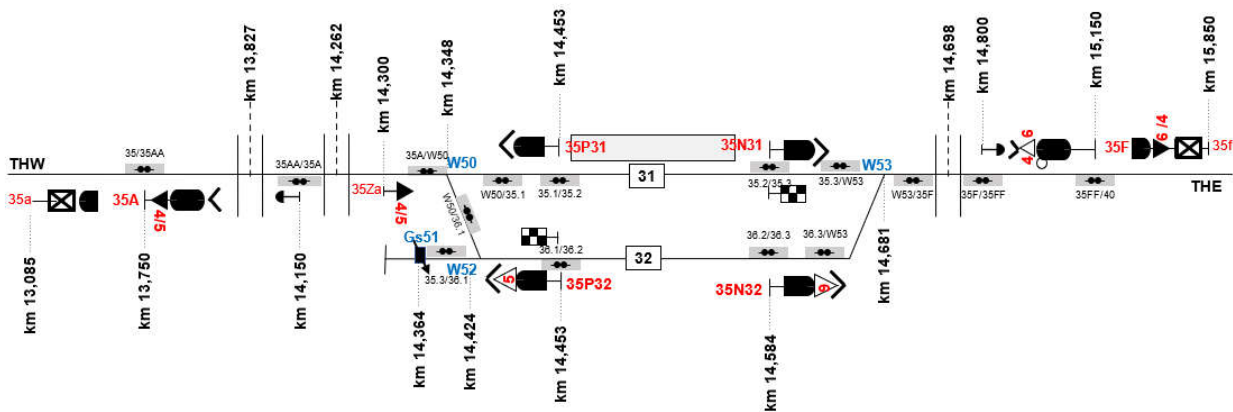 km 13,827
km 14,262
km 14,300
km 14,348
km 14,453
km 14,698
km 14,800
km 15,150
km 15,850
THW
35/35AA
35AA/35A
35A/W50
W50
35P31
35N31
W53
4
6
35F
6 /4
35f
35a
35A
4/5
35Za
4/5
W50/36.1
W50/35.1
35.1/35.2
31
35.2/35.3
35.3/W53
W53/35F
35F/35FF
35FF/40
THE
Gs51
35.3/36.1
W52
36.1/36.2
32
36.2/36.3
36.3/W53
5
35P32
35N32
6
km 13,085
km 13,750
km 14,150
km 14,364
km 14,424
km 14,453
km 14,584
km 14,681